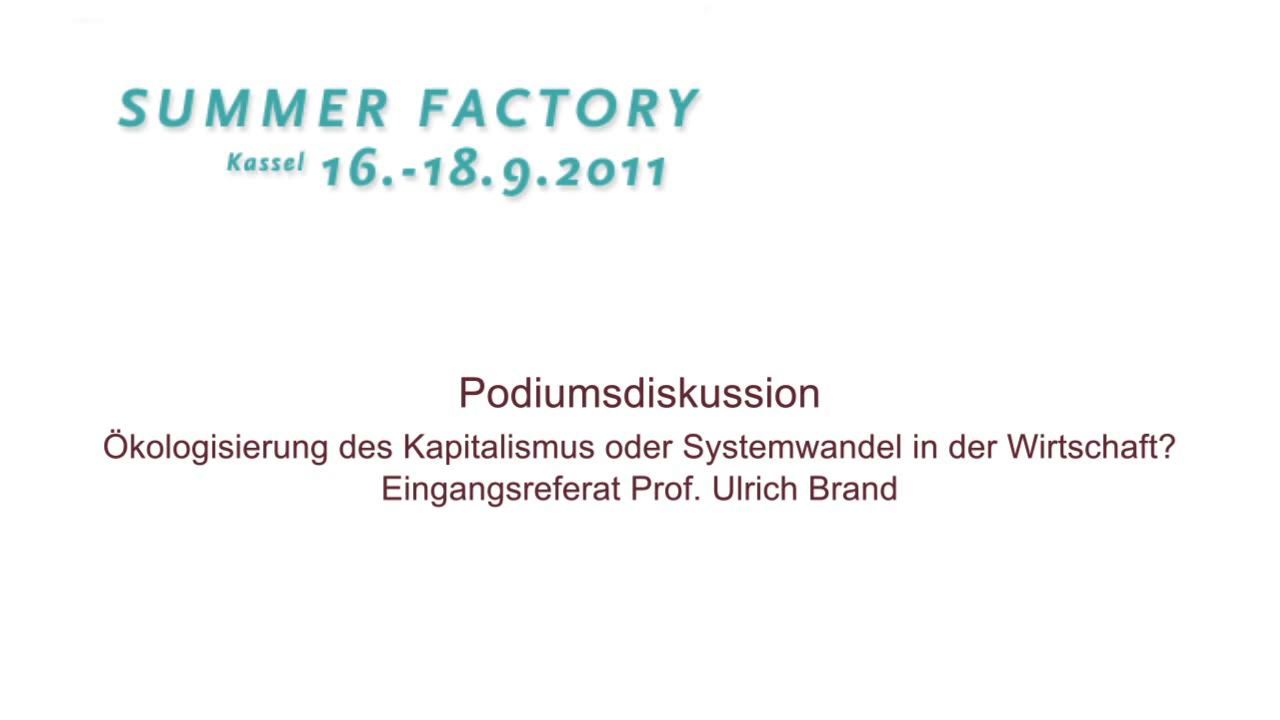 SUMMER FACTORY
Kassel 16.-18.9.2011
Podiumsdiskussion
Ökologisierung des Kapitalismus oder Systemwandel in der Wirtschaft?
Eingangsreferat Prof. Ulrich Brand